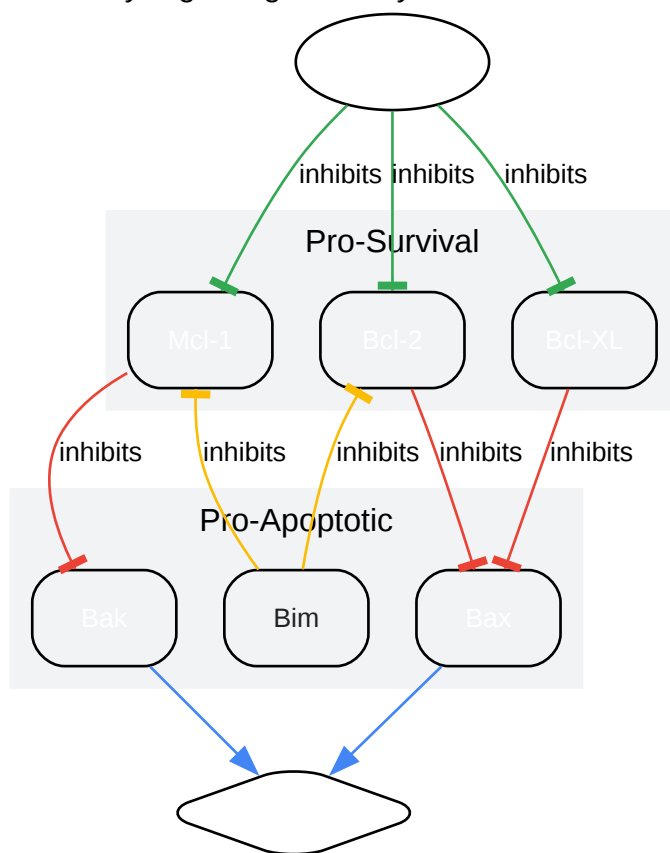 inhibits inhibits inhibits
Pro-Survival
Mcl-1 Bcl-2 Bcl-XL
inhibits inhibits inhibits inhibits inhibits
Pro-Apoptotic
Bak Bim Bax